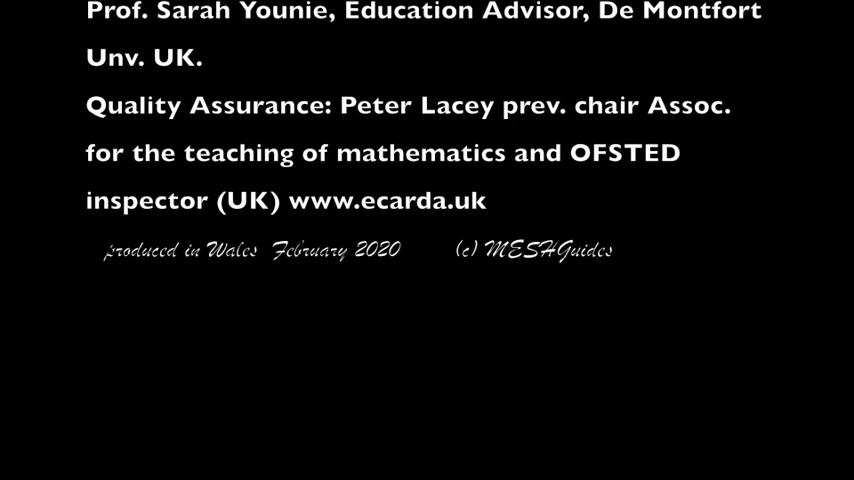 Prof. Sarah Younie, Education Advisor, De Montfort
Unv. UK.
Quality Assurance: Peter Lacey prev. chair Assoc.
for the teaching of mathematics and OFSTED
inspector (UK) www.ecarda.uk
produced in Wales February 2020 (c) MESHGuides